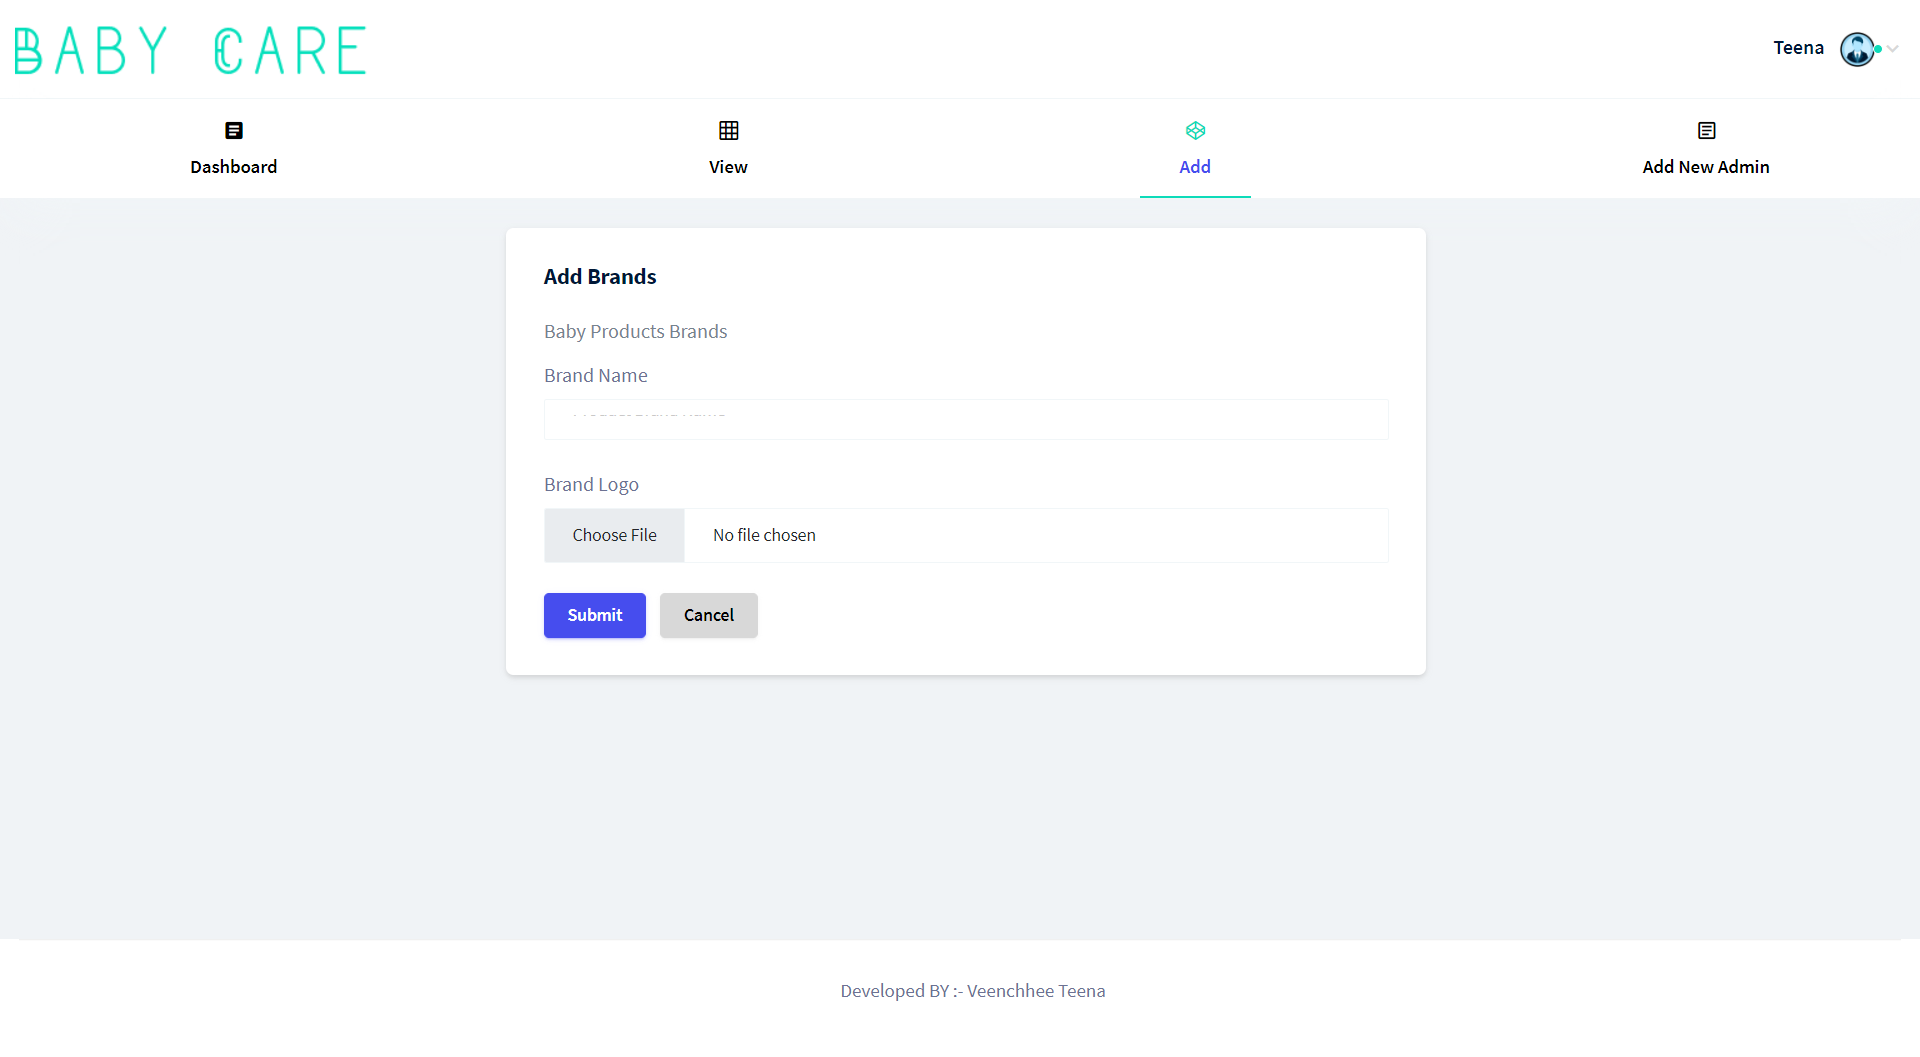 BABY CARE
Teena
Dashboard
View
Add
Add New Admin
Add Brands
Baby Products Brands
Brand Name
Brand Logo
Choose File
No file chosen
Submit
Cancel
Developed BY :- Veenchhee Teena